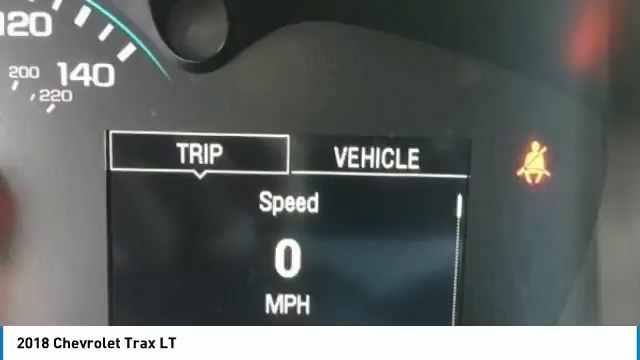 120
200 140
220
TRIP VEHICLE
Speed
0
MPH
2018 Chevrolet Trax LT